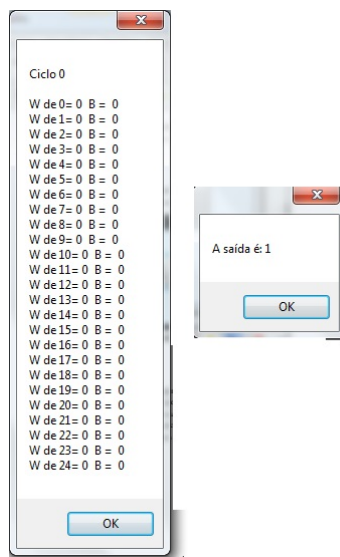 Ciclo 0
W de 0= 0 B = 0
W de 1= 0 B = 0
W de 2= 0 B = 0
W de 3= 0 B = 0
W de 4= 0 B = 0
W de 5= 0 B = 0
W de 6= 0 B = 0
W de 7= 0 B = 0
W de 8= 0 B = 0
W de 9= 0 B = 0
W de 10= 0 B = 0
W de 11= 0 B = 0
W de 12= 0 B = 0
W de 13= 0 B = 0
W de 14= 0 B = 0
W de 15= 0 B = 0
W de 16= 0 B = 0
W de 17= 0 B = 0
W de 18= 0 B = 0
W de 19= 0 B = 0
W de 20= 0 B = 0
W de 21= 0 B = 0
W de 22= 0 B = 0
W de 23= 0 B = 0
W de 24= 0 B = 0
OK
A saída é: 1
OK